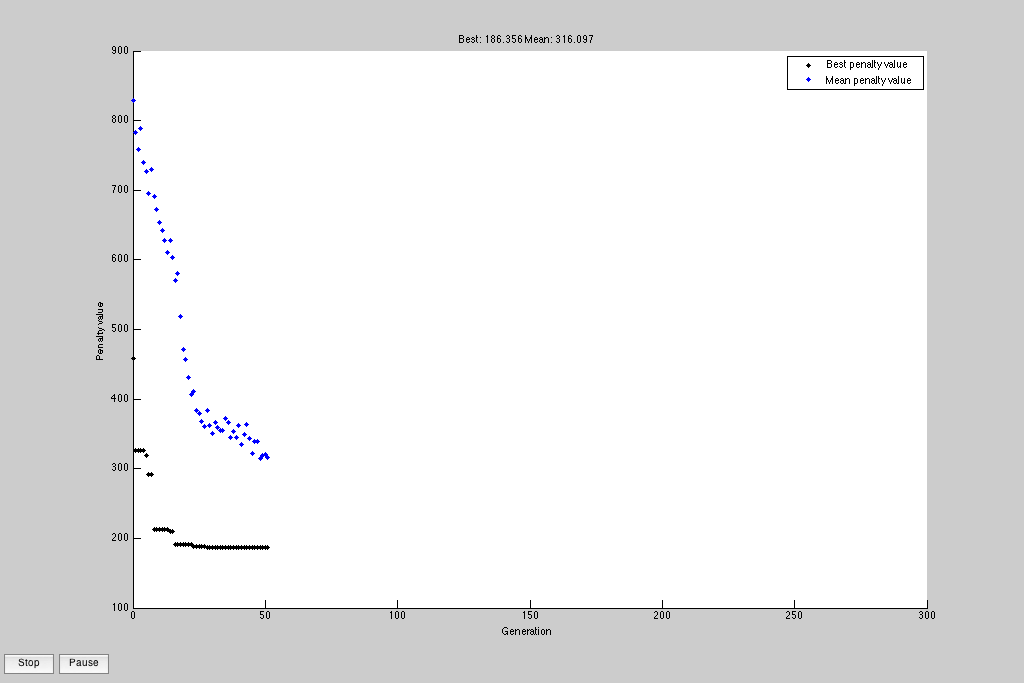 Best: 186.356 Mean: 316.097
900
800
700
600
500
400
300
200
100
Penalty value
Best penalty value
Mean penalty value
0 50 100 150 200 250 300
Generation
Stop Pause